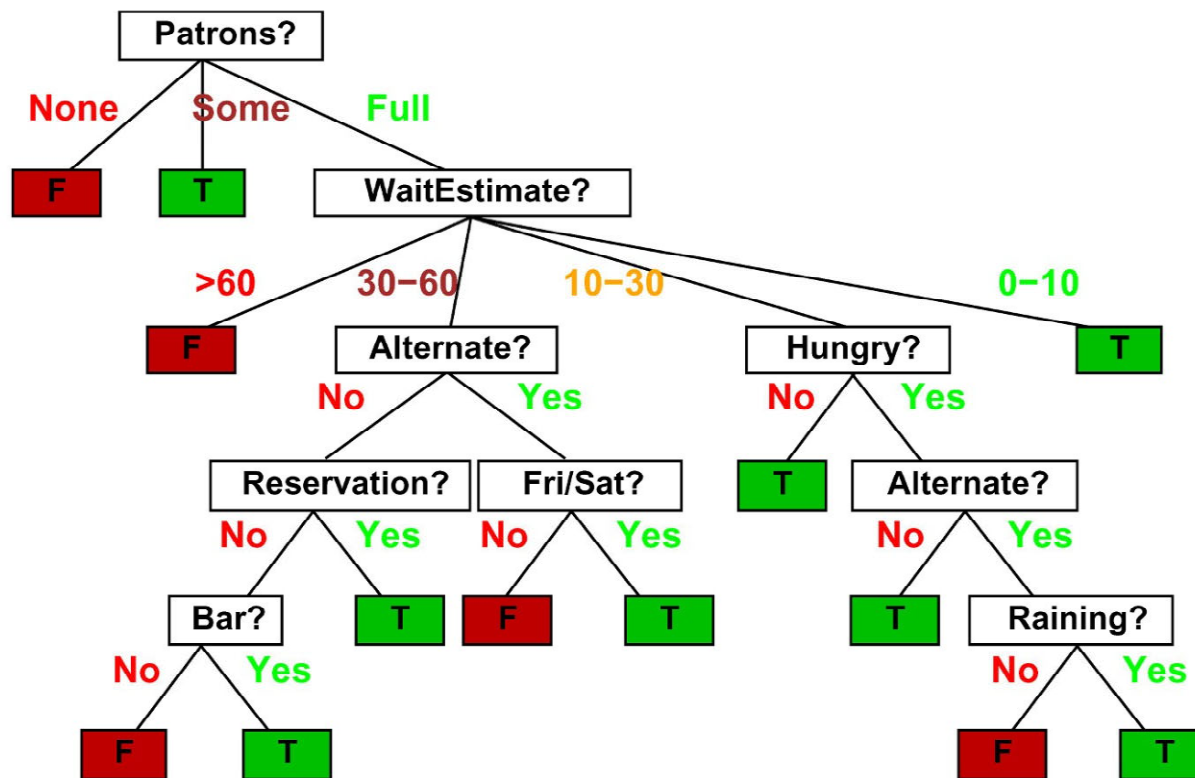 Patrons?
None Some Full
F T WaitEstimate?
>60 30−60 10−30 0−10
F Alternate? Hungry? T
No Yes No Yes
Reservation? Fri/Sat? T Alternate?
No Yes No Yes No Yes
Bar? T F T T Raining?
No Yes No Yes
F T F T